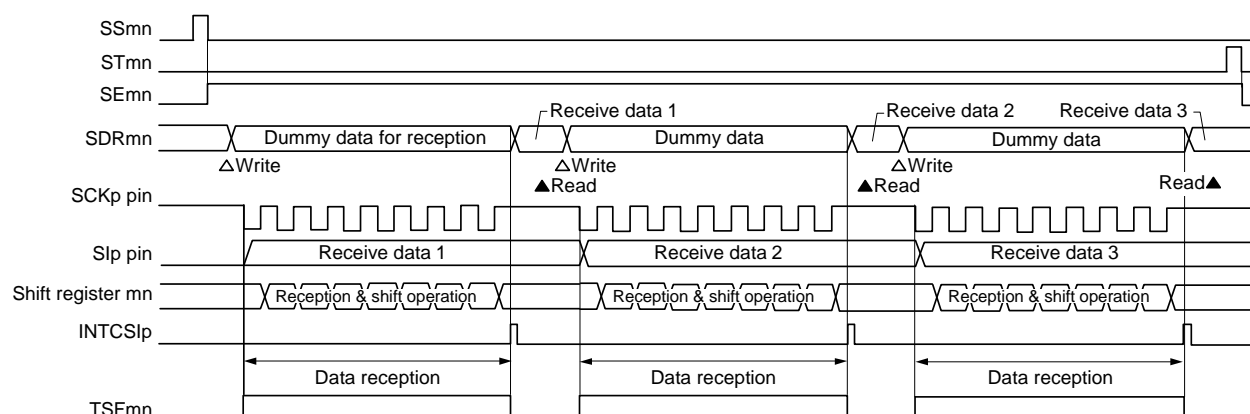 SSmn
STmn
SEmn
Receive data 1
Receive data 2
Receive data 3
SDRmn
Dummy data for reception
Dummy data
Dummy data
△Write
△Write
△Write
▲Read
▲Read
Read▲
SCKp pin
SIp pin
Receive data 1
Receive data 2
Receive data 3
Shift register mn
Reception & shift operation
Reception & shift operation
Reception & shift operation
INTCSIp
Data reception
Data reception
Data reception
TSFmn